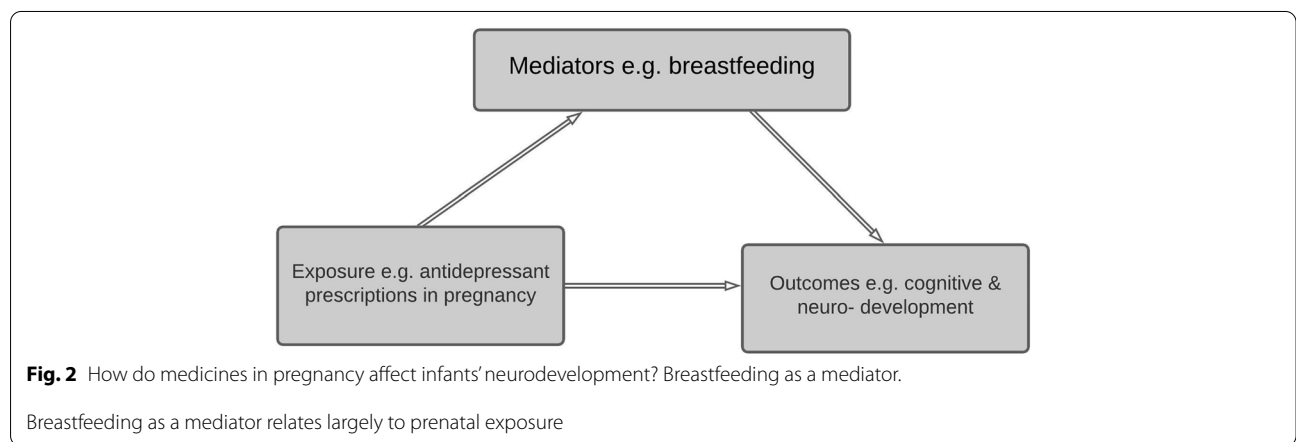 Mediators e.g. breastfeeding
Exposure e.g. antidepressant
prescriptions in pregnancy
Outcomes e.g. cognitive &
neuro- development
Fig. 2 How do medicines in pregnancy affect infants’ neurodevelopment? Breastfeeding as a mediator.
Breastfeeding as a mediator relates largely to prenatal exposure